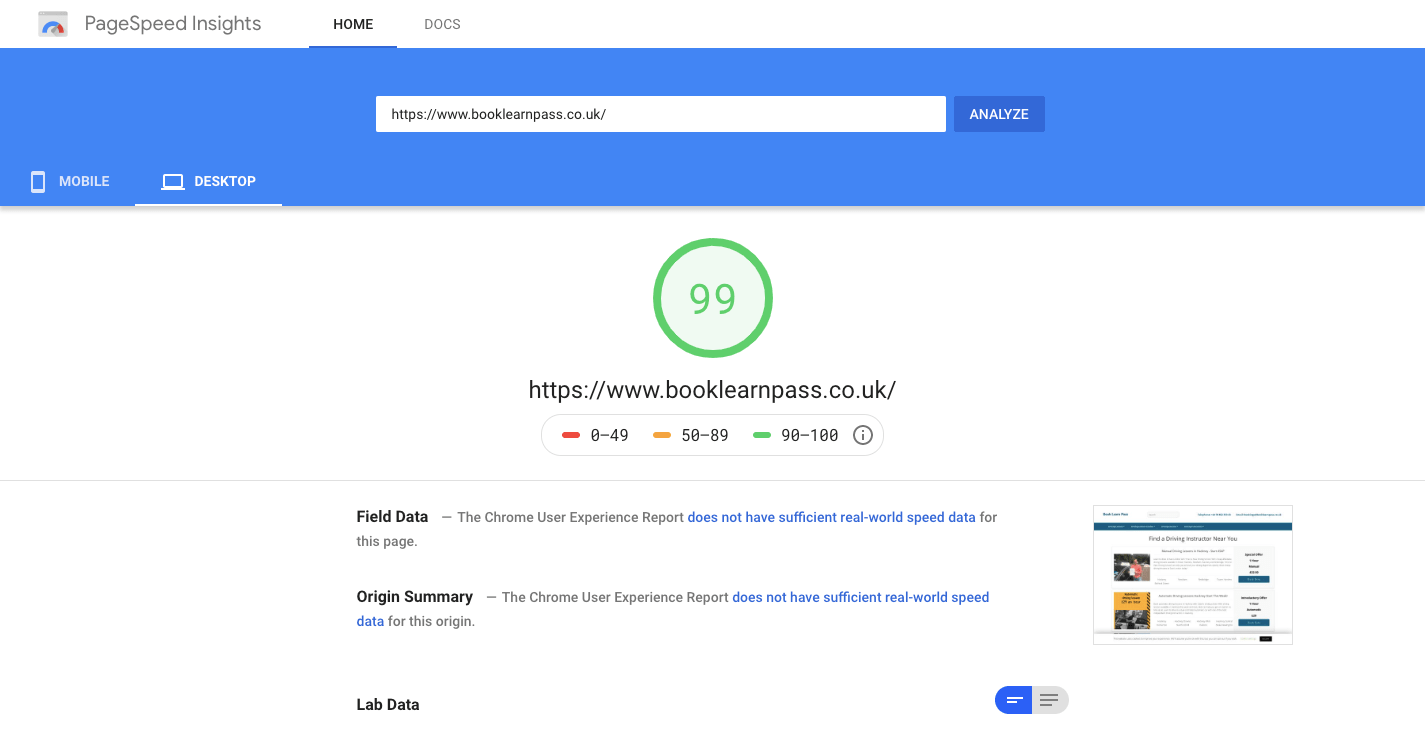 PageSpeed Insights
HOME
DOCS
https://www.booklearnpass.co.uk/
ANALYZE
MOBILE
DESKTOP
99
https://www.booklearnpass.co.uk/
0–49
50–89
90–100
Field Data — The Chrome User Experience Report does not have sufficient real-world speed data for
this page.
Find a Driving Instructor Near You
Origin Summary — The Chrome User Experience Report does not have sufficient real-world speed
data for this origin.
Lab Data